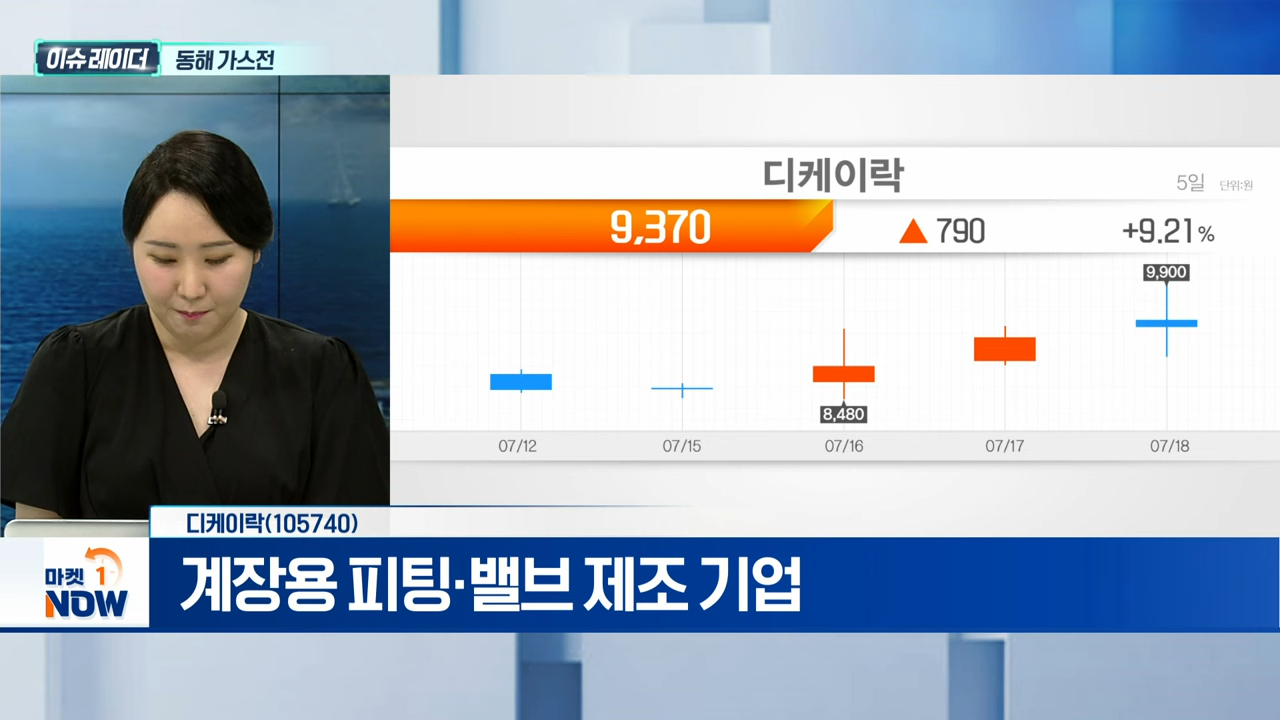 이슈 레이더 동해 가스전
디케이락
5일 단위:원
9,370 ▲ 790 +9.21%
9,900
8,480
07/12 07/15 07/16 07/17 07/18
디케이락(105740)
마켓 1
NOW
계장용 피팅·밸브 제조 기업